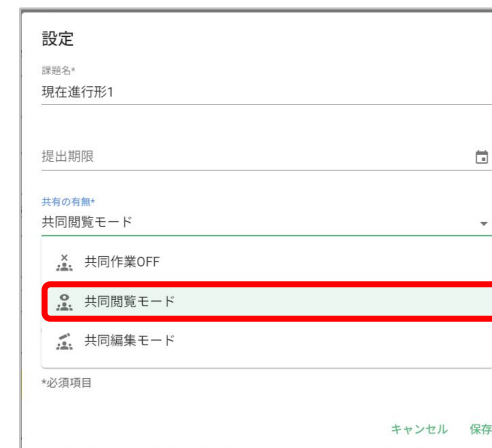 設定
課題名*
現在進行形1
提出期限
共有の有無*
共同閲覧モード
共同作業OFF
共同閲覧モード
共同編集モード
*必須項目
キャンセル 保存